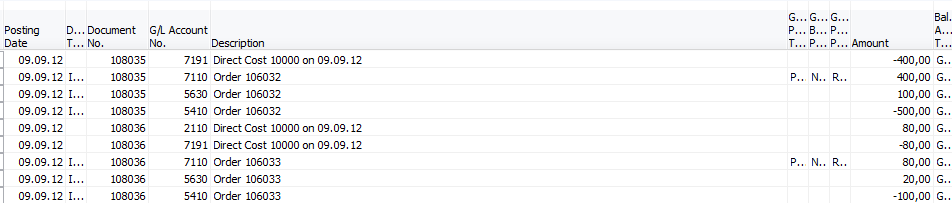 G... G... G... Bal.
Posting D... Document G/L Account P... B... P... A...
Date T... No. No. Description T... P... P... Amount T...
09.09.12 108035 7191 Direct Cost 10000 on 09.09.12 -400,00 G...
09.09.12 I... 108035 7110 Order 106032 P... N... R... 400,00 G...
09.09.12 I... 108035 5630 Order 106032 100,00 G...
09.09.12 I... 108035 5410 Order 106032 -500,00 G...
09.09.12 108036 2110 Direct Cost 10000 on 09.09.12 80,00 G...
09.09.12 108036 7191 Direct Cost 10000 on 09.09.12 -80,00 G...
09.09.12 I... 108036 7110 Order 106033 P... N... R... 80,00 G...
09.09.12 I... 108036 5630 Order 106033 20,00 G...
09.09.12 I... 108036 5410 Order 106033 -100,00 G...